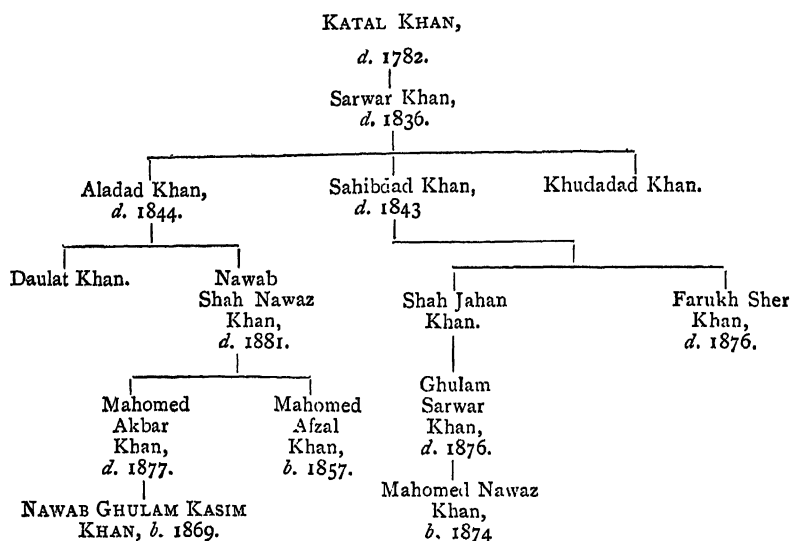 KATAL KHAN,
d. 1782.
Sarwar Khan,
d. 1836.
Aladad Khan,
d. 1844.
Sahibdad Khan,
d. 1843
Khudadad Khan.
Daulat Khan.
Nawab
Shah Nawaz
Khan,
d. 1881.
Shah Jahan
Khan.
Farukh Sher
Khan,
d. 1876.
Mahomed
Akbar
Khan,
d. 1877.
Mahomed
Afzal
Khan,
b. 1857.
Ghulam
Sarwar
Khan,
d. 1876.
NAWAB GHULAM KASIM
KHAN, b. 1869.
Mahomed Nawaz
Khan,
b. 1874